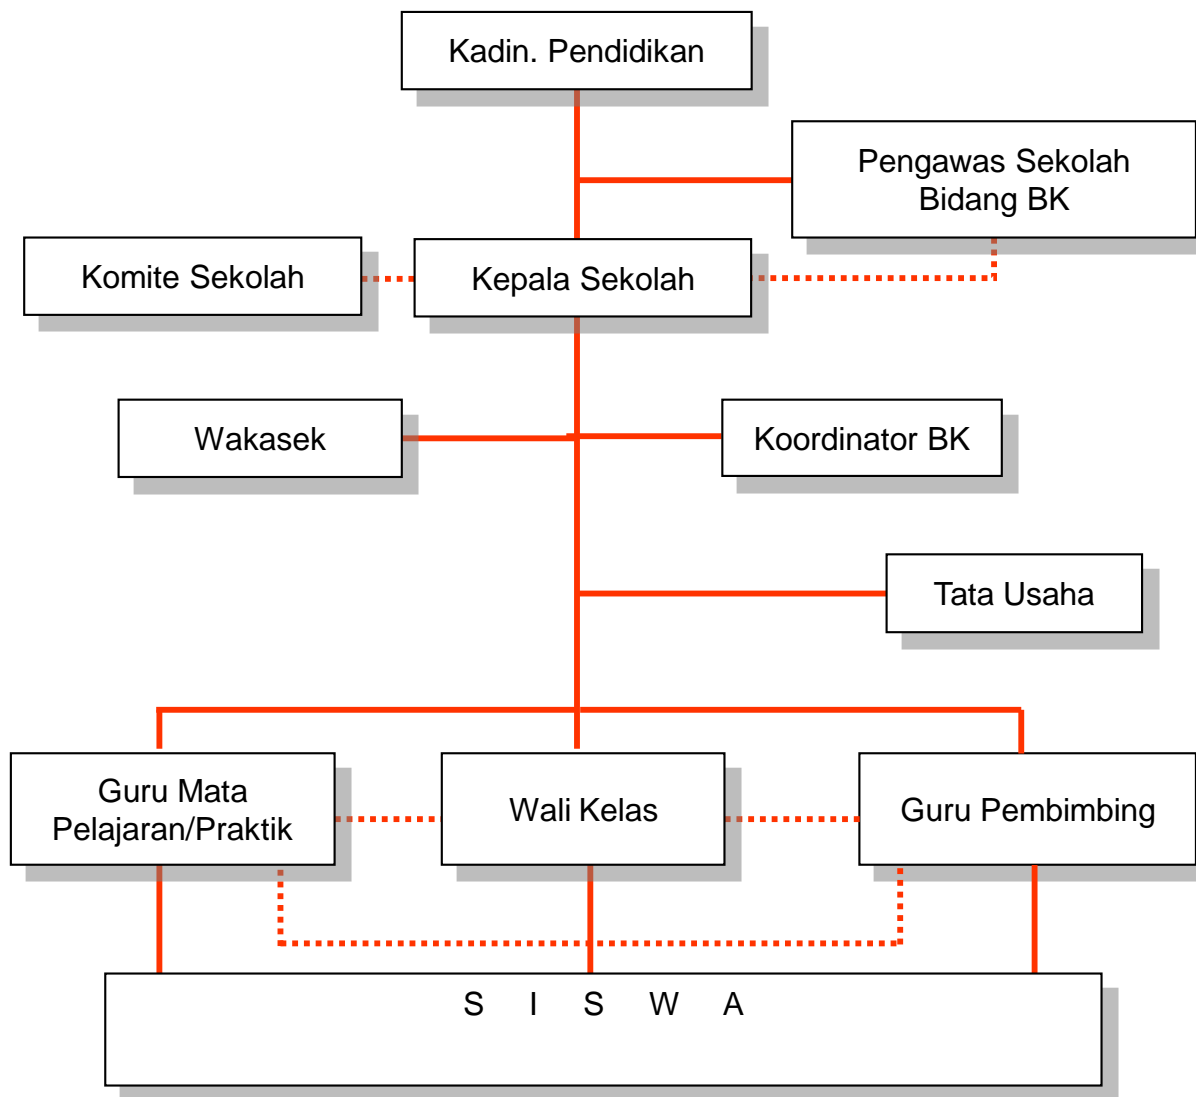 Kadin. Pendidikan
Pengawas Sekolah
Bidang BK
Komite Sekolah
Kepala Sekolah
Wakasek
Koordinator BK
Tata Usaha
Guru Mata
Pelajaran/Praktik
Wali Kelas
Guru Pembimbing
S I S W A